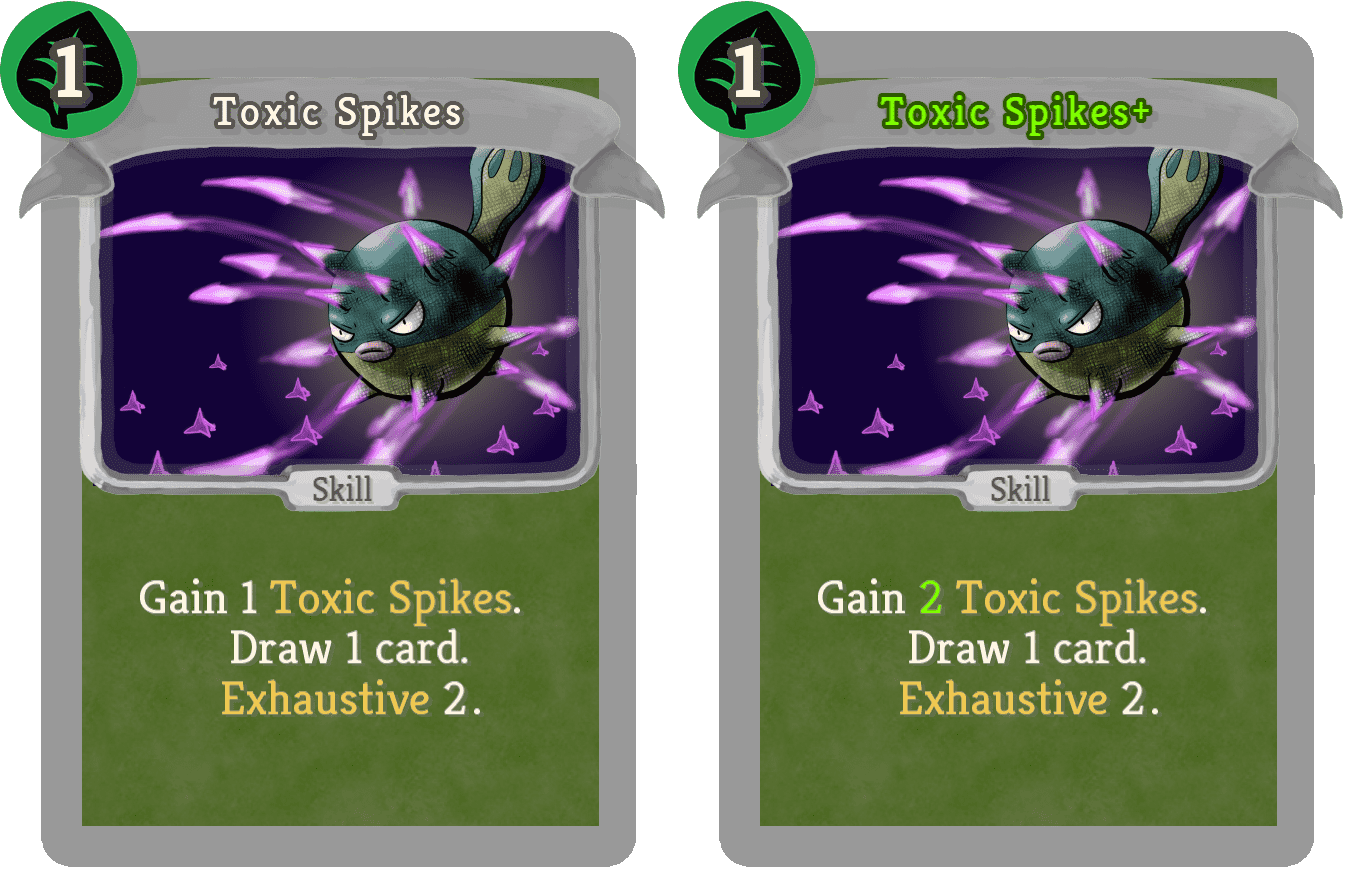 1
Toxic Spikes
Skill
Gain 1 Toxic Spikes.
Draw 1 card.
Exhaustive 2.
1
Toxic Spikes+
Skill
Gain 2 Toxic Spikes.
Draw 1 card.
Exhaustive 2.